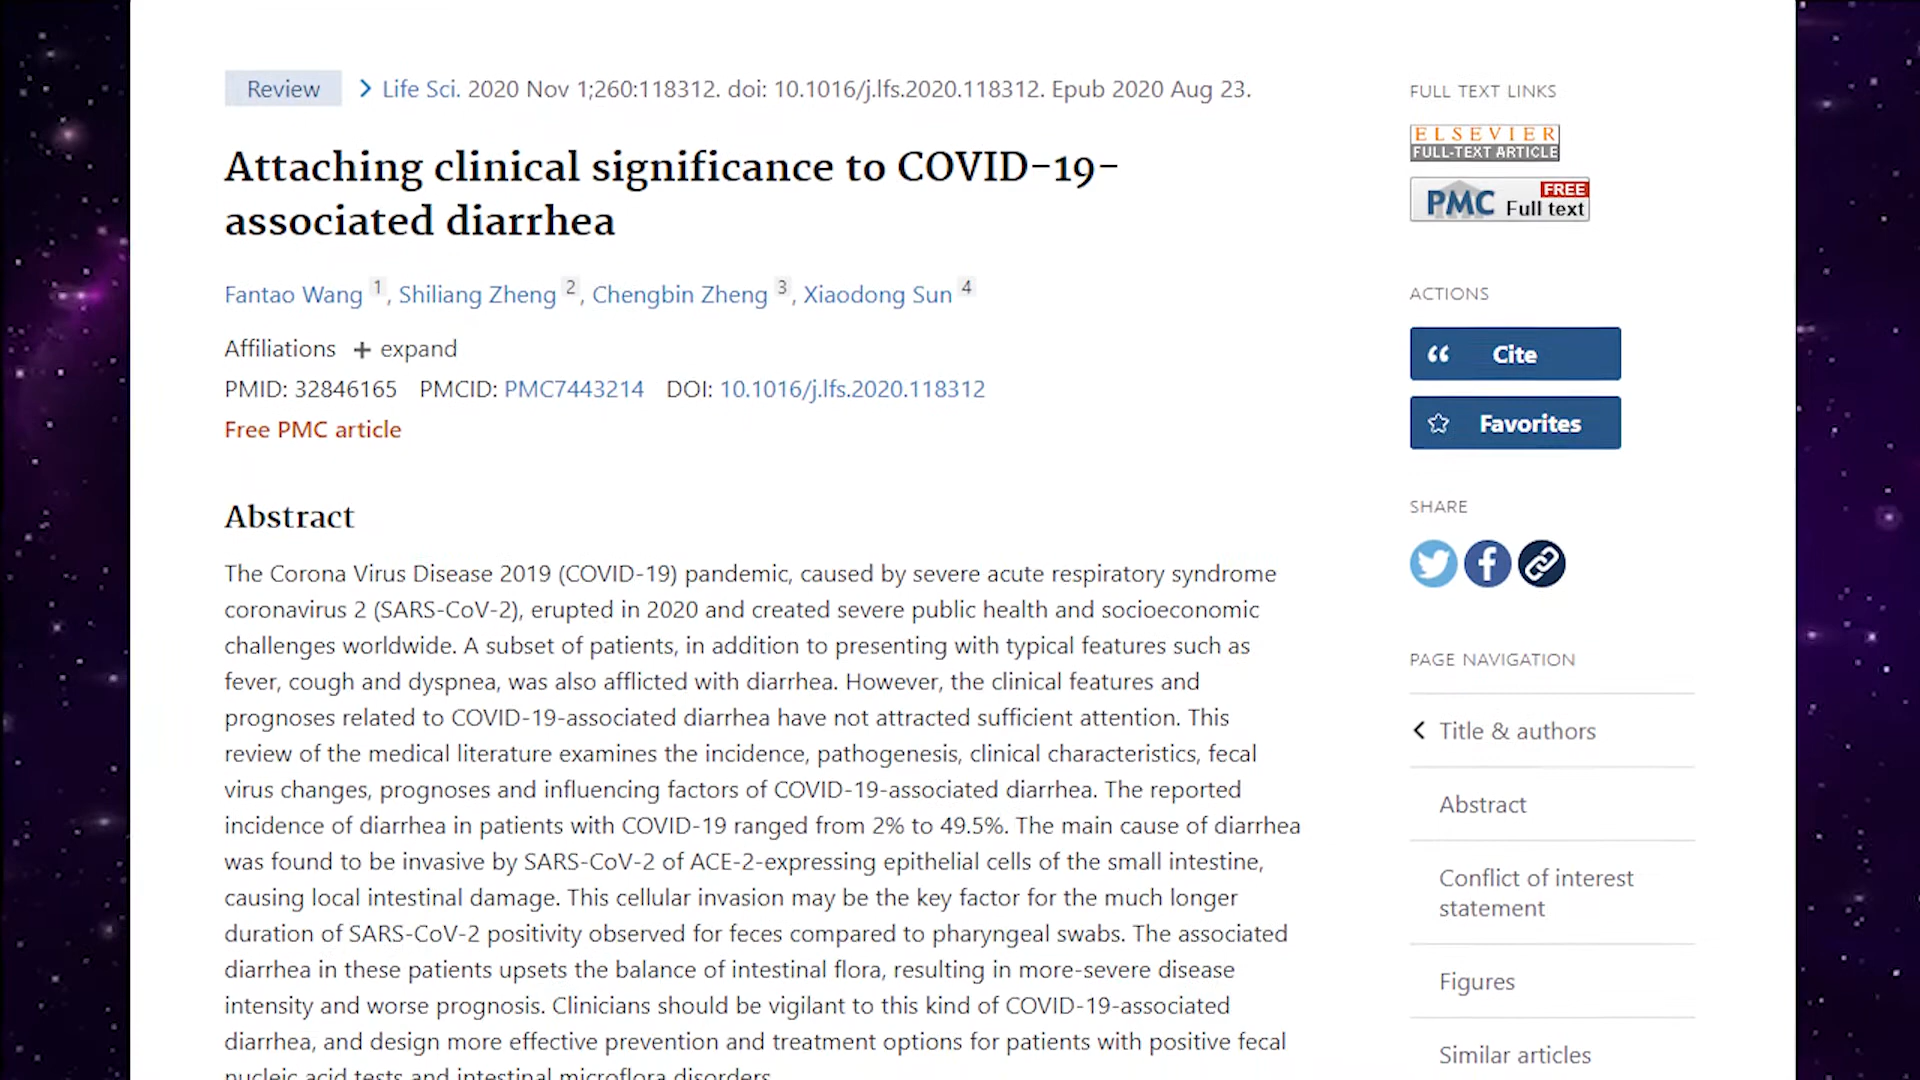 Review > Life Sci. 2020 Nov 1;260:118312. doi: 10.1016/j.lfs.2020.118312. Epub 2020 Aug 23.
Attaching clinical significance to COVID-19-
associated diarrhea
Fantao Wang 1, Shiliang Zheng 2, Chengbin Zheng 3, Xiaodong Sun 4
Affiliations + expand
PMID: 32846165 PMCID: PMC7443214 DOI: 10.1016/j.lfs.2020.118312
Free PMC article
Abstract
The Corona Virus Disease 2019 (COVID-19) pandemic, caused by severe acute respiratory syndrome
coronavirus 2 (SARS-CoV-2), erupted in 2020 and created severe public health and socioeconomic
challenges worldwide. A subset of patients, in addition to presenting with typical features such as
fever, cough and dyspnea, was also afflicted with diarrhea. However, the clinical features and
prognoses related to COVID-19-associated diarrhea have not attracted sufficient attention. This
review of the medical literature examines the incidence, pathogenesis, clinical characteristics, fecal
virus changes, prognoses and influencing factors of COVID-19-associated diarrhea. The reported
incidence of diarrhea in patients with COVID-19 ranged from 2% to 49.5%. The main cause of diarrhea
was found to be invasive by SARS-CoV-2 of ACE-2-expressing epithelial cells of the small intestine,
causing local intestinal damage. This cellular invasion may be the key factor for the much longer
duration of SARS-CoV-2 positivity observed for feces compared to pharyngeal swabs. The associated
diarrhea in these patients upsets the balance of intestinal flora, resulting in more-severe disease
intensity and worse prognosis. Clinicians should be vigilant to this kind of COVID-19-associated
diarrhea, and design more effective prevention and treatment options for patients with positive fecal
nucleic acid tests and intestinal microflora disorders.
FULL TEXT LINKS
ELSEVIER
FULL-TEXT ARTICLE
PMC FREE
Full text
ACTIONS
Cite
Favorites
SHARE
PAGE NAVIGATION
Title & authors
Abstract
Conflict of interest
statement
Figures
Similar articles